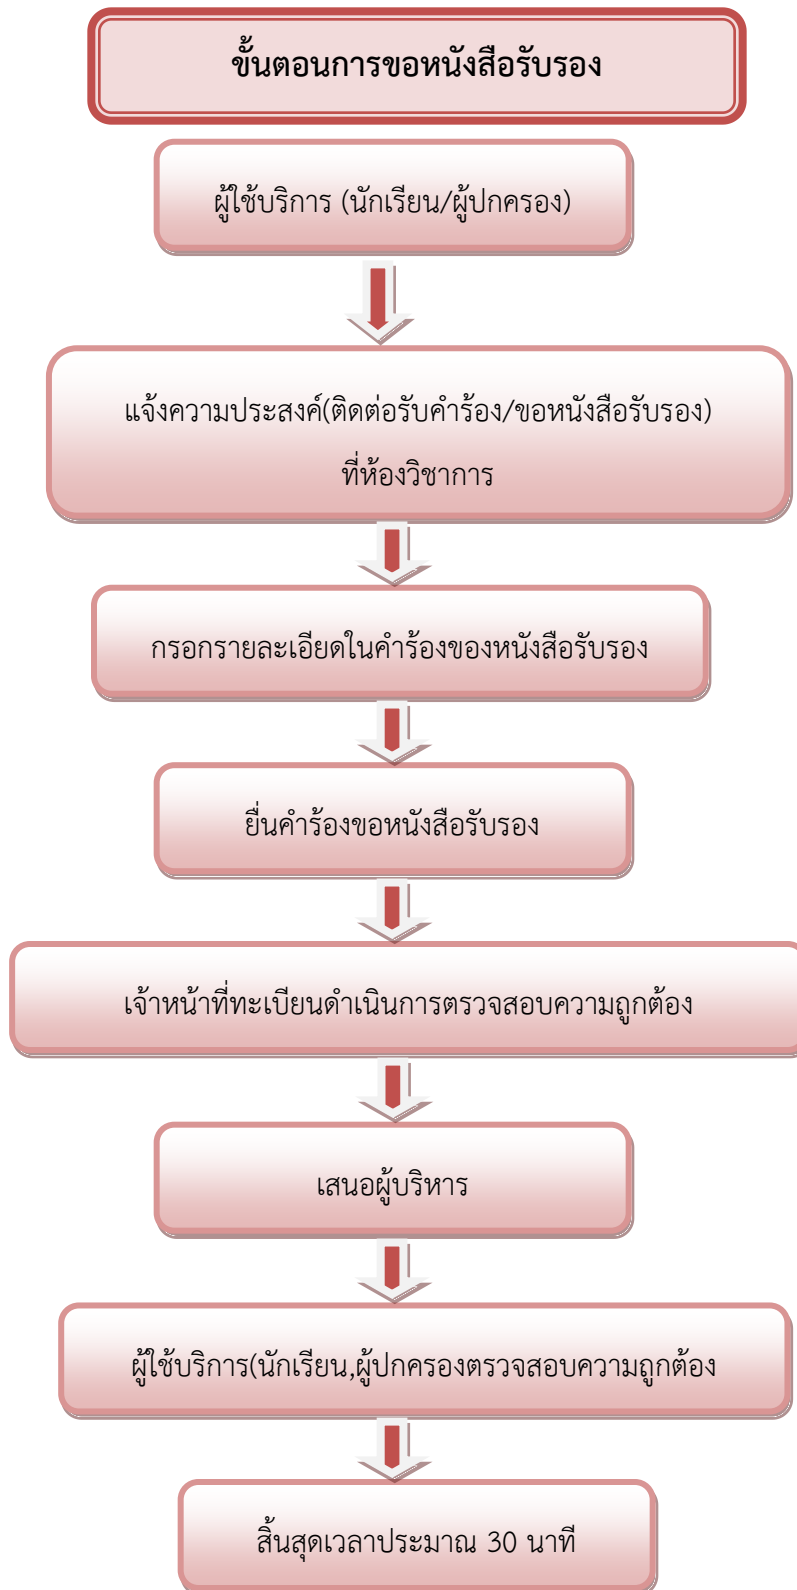 ขั้นตอนการขอหนังสือรับรอง
ผู้ใช้บริการ (นักเรียน/ผู้ปกครอง)
แจ้งความประสงค์(ติดต่อรับคำร้อง/ขอหนังสือรับรอง)
ที่ห้องวิชาการ
กรอกรายละเอียดในคำร้องของหนังสือรับรอง
ยื่นคำร้องขอหนังสือรับรอง
เจ้าหน้าที่ทะเบียนดำเนินการตรวจสอบความถูกต้อง
เสนอผู้บริหาร
ผู้ใช้บริการ(นักเรียน,ผู้ปกครองตรวจสอบความถูกต้อง
สิ้นสุดเวลาประมาณ 30 นาที